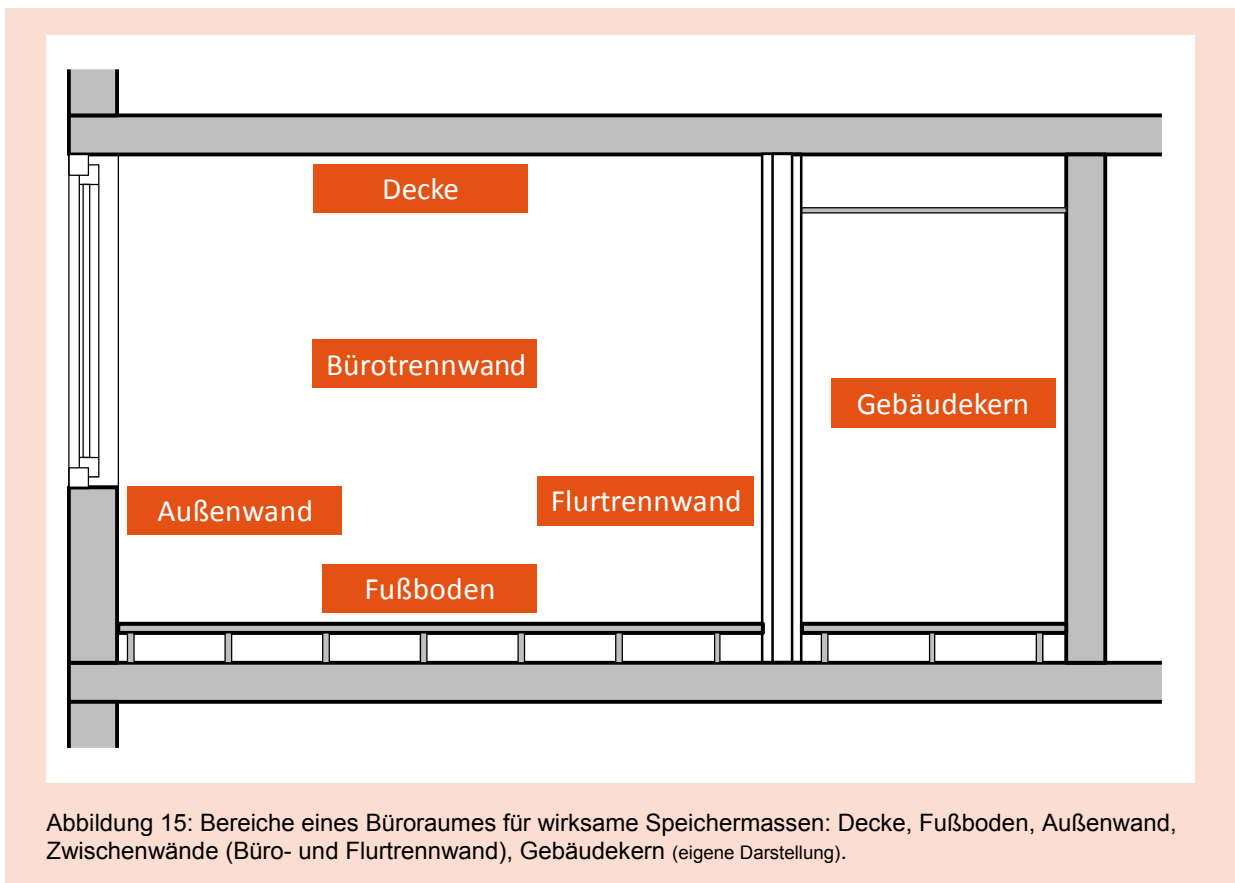 Decke
Bürotrennwand
Gebäudekern
Außenwand
Flurtrennwand
Fußboden
Abbildung 15: Bereiche eines Büroraumes für wirksame Speichermassen: Decke, Fußboden, Außenwand,
Zwischenwände (Büro- und Flurtrennwand), Gebäudekern (eigene Darstellung).